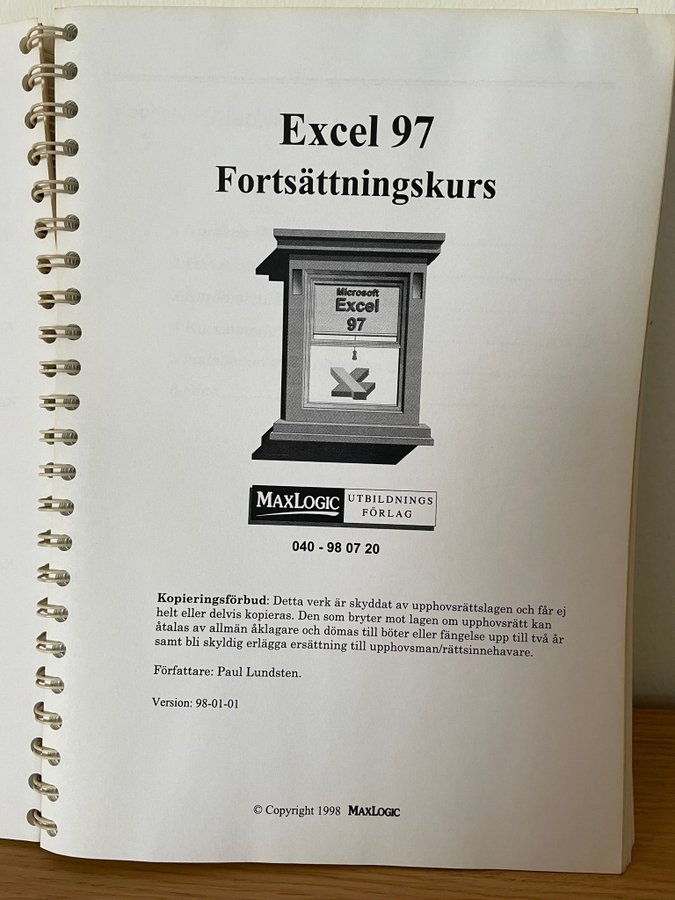 Excel 97
Fortsättningskurs
Microsoft
Excel
97
MAXLOGIC
UTBILDNINGS
FÖRLAG
040 - 98 07 20
Kopieringsförbud: Detta verk är skyddat av upphovsrättslagen och får ej
helt eller delvis kopieras. Den som bryter mot lagen om upphovsrätt kan
åtalas av allmän åklagare och dömas till böter eller fängelse upp till två år
samt bli skyldig erlägga ersättning till upphovsman/rättsinnehavare.
Författare: Paul Lundsten.
Version: 98-01-01
© Copyright 1998 MAXLOGIC